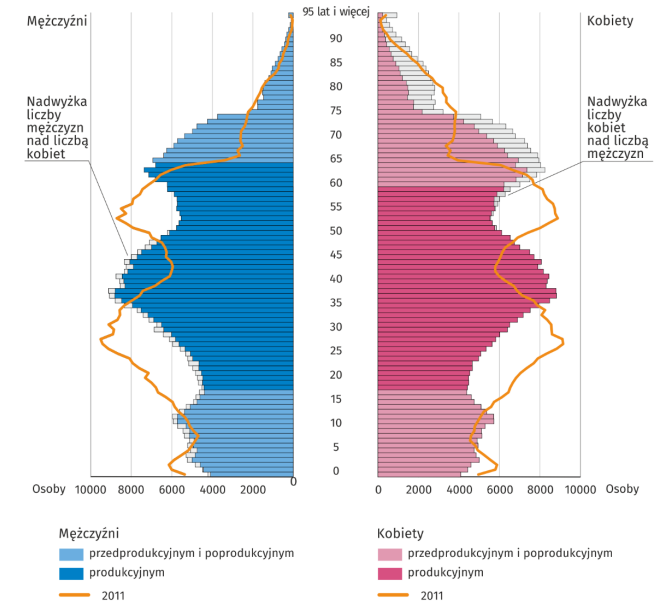 Mężczyźni
95 lat i więcej
Kobiety
90
85
80
75
70
65
60
55
50
45
40
35
30
25
20
15
10
5
0
Nadwyżka
liczby
mężczyzn
nad liczbą
kobiet
Nadwyżka
liczby
kobiet
nad liczbą
mężczyzn
Osoby 10000 8000 6000 4000 2000 0
0 2000 4000 6000 8000 10000 Osoby
Mężczyźni
przedprodukcyjnym i poprodukcyjnym
produkcyjnym
2011
Kobiety
przedprodukcyjnym i poprodukcyjnym
produkcyjnym
2011